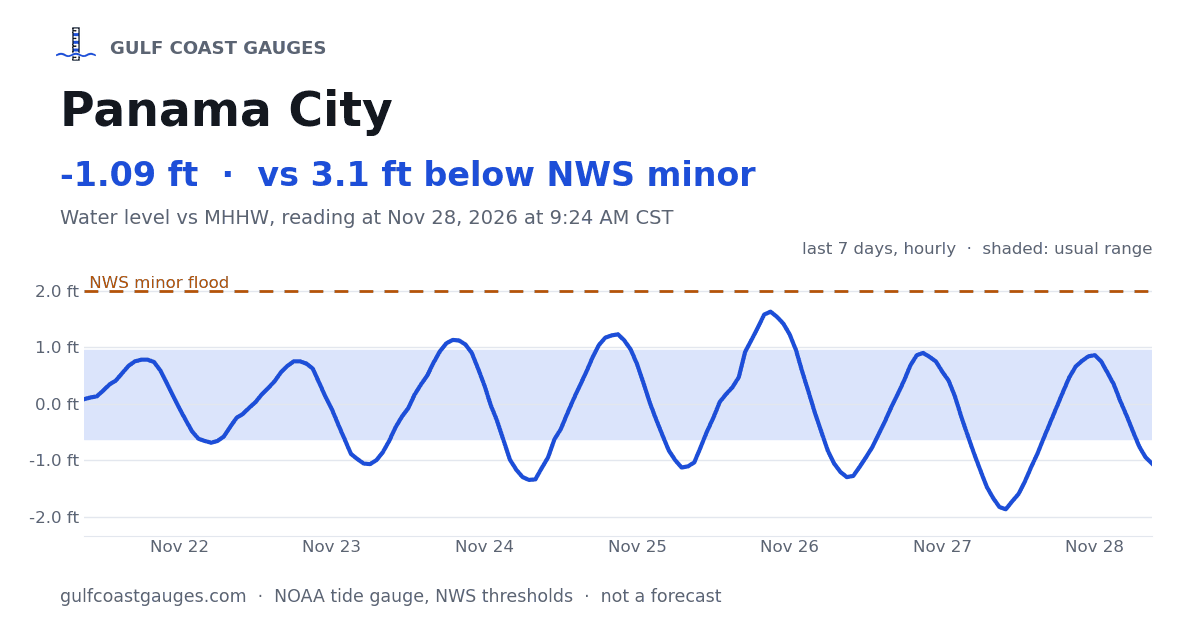 GULF COAST GAUGES
Panama City
-1.09 ft · vs 3.1 ft below NWS minor
Water level vs MHHW, reading at Nov 28, 2026 at 9:24 AM CST
last 7 days, hourly · shaded: usual range
NWS minor flood
2.0 ft
1.0 ft
0.0 ft
-1.0 ft
-2.0 ft
Nov 22 Nov 23 Nov 24 Nov 25 Nov 26 Nov 27 Nov 28
gulfcoastgauges.com · NOAA tide gauge, NWS thresholds · not a forecast